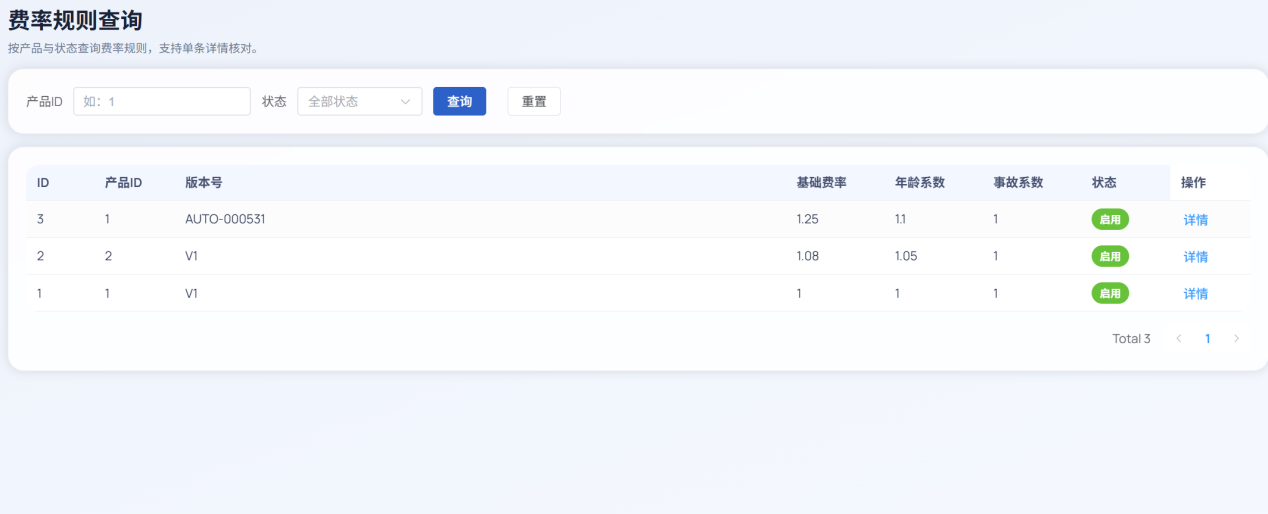 费率规则查询
按产品与状态查询费率规则，支持单条详情核对。
产品ID 如：1 状态 全部状态 查询 重置
ID 产品ID 版本号 基础费率 年龄系数 事故系数 状态 操作
3 1 AUTO-000531 1.25 1.1 1 启用 详情
2 2 V1 1.08 1.05 1 启用 详情
1 1 V1 1 1 1 启用 详情
Total 3 1